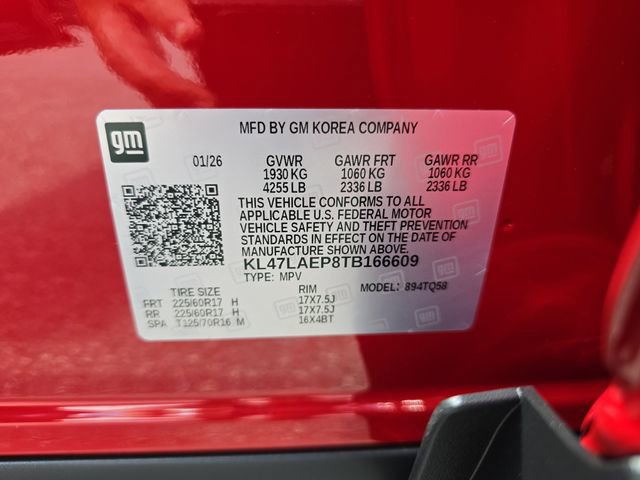 gm
MFD BY GM KOREA COMPANY
01/26 GVWR GAWR FRT GAWR RR
1930 KG 1060 KG 1060 KG
4255 LB 2336 LB 2336 LB
THIS VEHICLE CONFORMS TO ALL
APPLICABLE U.S. FEDERAL MOTOR
VEHICLE SAFETY AND THEFT PREVENTION
STANDARDS IN EFFECT ON THE DATE OF
MANUFACTURE SHOWN ABOVE.
KL47LAEP8TB166609
TYPE: MPV MODEL: 894TQ58
TIRE SIZE RIM
FRT 225/60R17 H 17X7.5J
RR 225/60R17 H 17X7.5J
SPA T125/70R16 M 16X4BT